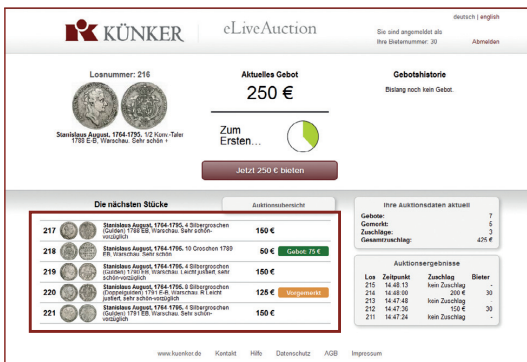 deutsch | english
KÜNKER
eLiveAuction
Sie sind angemeldet als
Ihre Bieternummer: 30
Abmelden
Losnummer: 216
Stanislaus August, 1764-1795. 1/2 Konv.-Taler
1788 E-B, Warschau. Sehr schön +
Aktuelles Gebot
250 €
Zum
Ersten...
Jetzt 250 € bieten
Gebotshistorie
Bislang noch kein Gebot.
Die nächsten Stücke
Auktionsübersicht
217 Stanislaus August, 1764-1795. 4 Silbergroschen
(Gulden) 1788 EB, Warschau. Sehr schön-
vorzüglich
150 €
218 Stanislaus August, 1764-1795. 10 Groschen 1789
EB, Warschau. Sehr schön
50 € Gebot: 75 €
219 Stanislaus August, 1764-1795. 4 Silbergroschen
(Gulden) 1790 EB, Warschau. Leicht justiert, sehr
schön-vorzüglich
150 €
220 Stanislaus August, 1764-1795. 8 Silbergroschen
(Doppelgulden) 1791 E-B, Warschau. R Leicht
justiert, sehr schön-vorzüglich
125 € Vorgemerkt
221 Stanislaus August, 1764-1795. 4 Silbergroschen
(Gulden) 1791 EB, Warschau. Sehr schön-
vorzüglich
150 €
Ihre Auktionsdaten aktuell
Gebote: 7
Gemerkt: 5
Zuschläge: 3
Gesamtzuschlag: 425 €
Auktionsergebnisse
Los Zeitpunkt Zuschlag Bieter
215 14:48:13 kein Zuschlag -
214 14:48:00 200 € 30
213 14:47:48 kein Zuschlag -
212 14:47:36 150 € 30
211 14:47:24 kein Zuschlag -
www.kuenker.de Kontakt Hilfe Datenschutz AGB Impressum